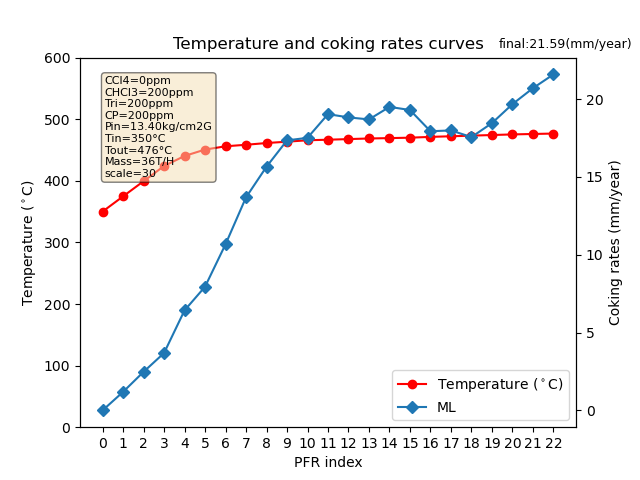 Temperature and coking rates curves
final:21.59(mm/year)
CCl4=0ppm
CHCl3=200ppm
Tri=200ppm
CP=200ppm
Pin=13.40kg/cm2G
Tin=350°C
Tout=476°C
Mass=36T/H
scale=30
600
500
400
300
200
100
0
Temperature (°C)
20
15
10
5
0
Coking rates (mm/year)
Temperature (°C)
ML
0 1 2 3 4 5 6 7 8 9 10 11 12 13 14 15 16 17 18 19 20 21 22
PFR index